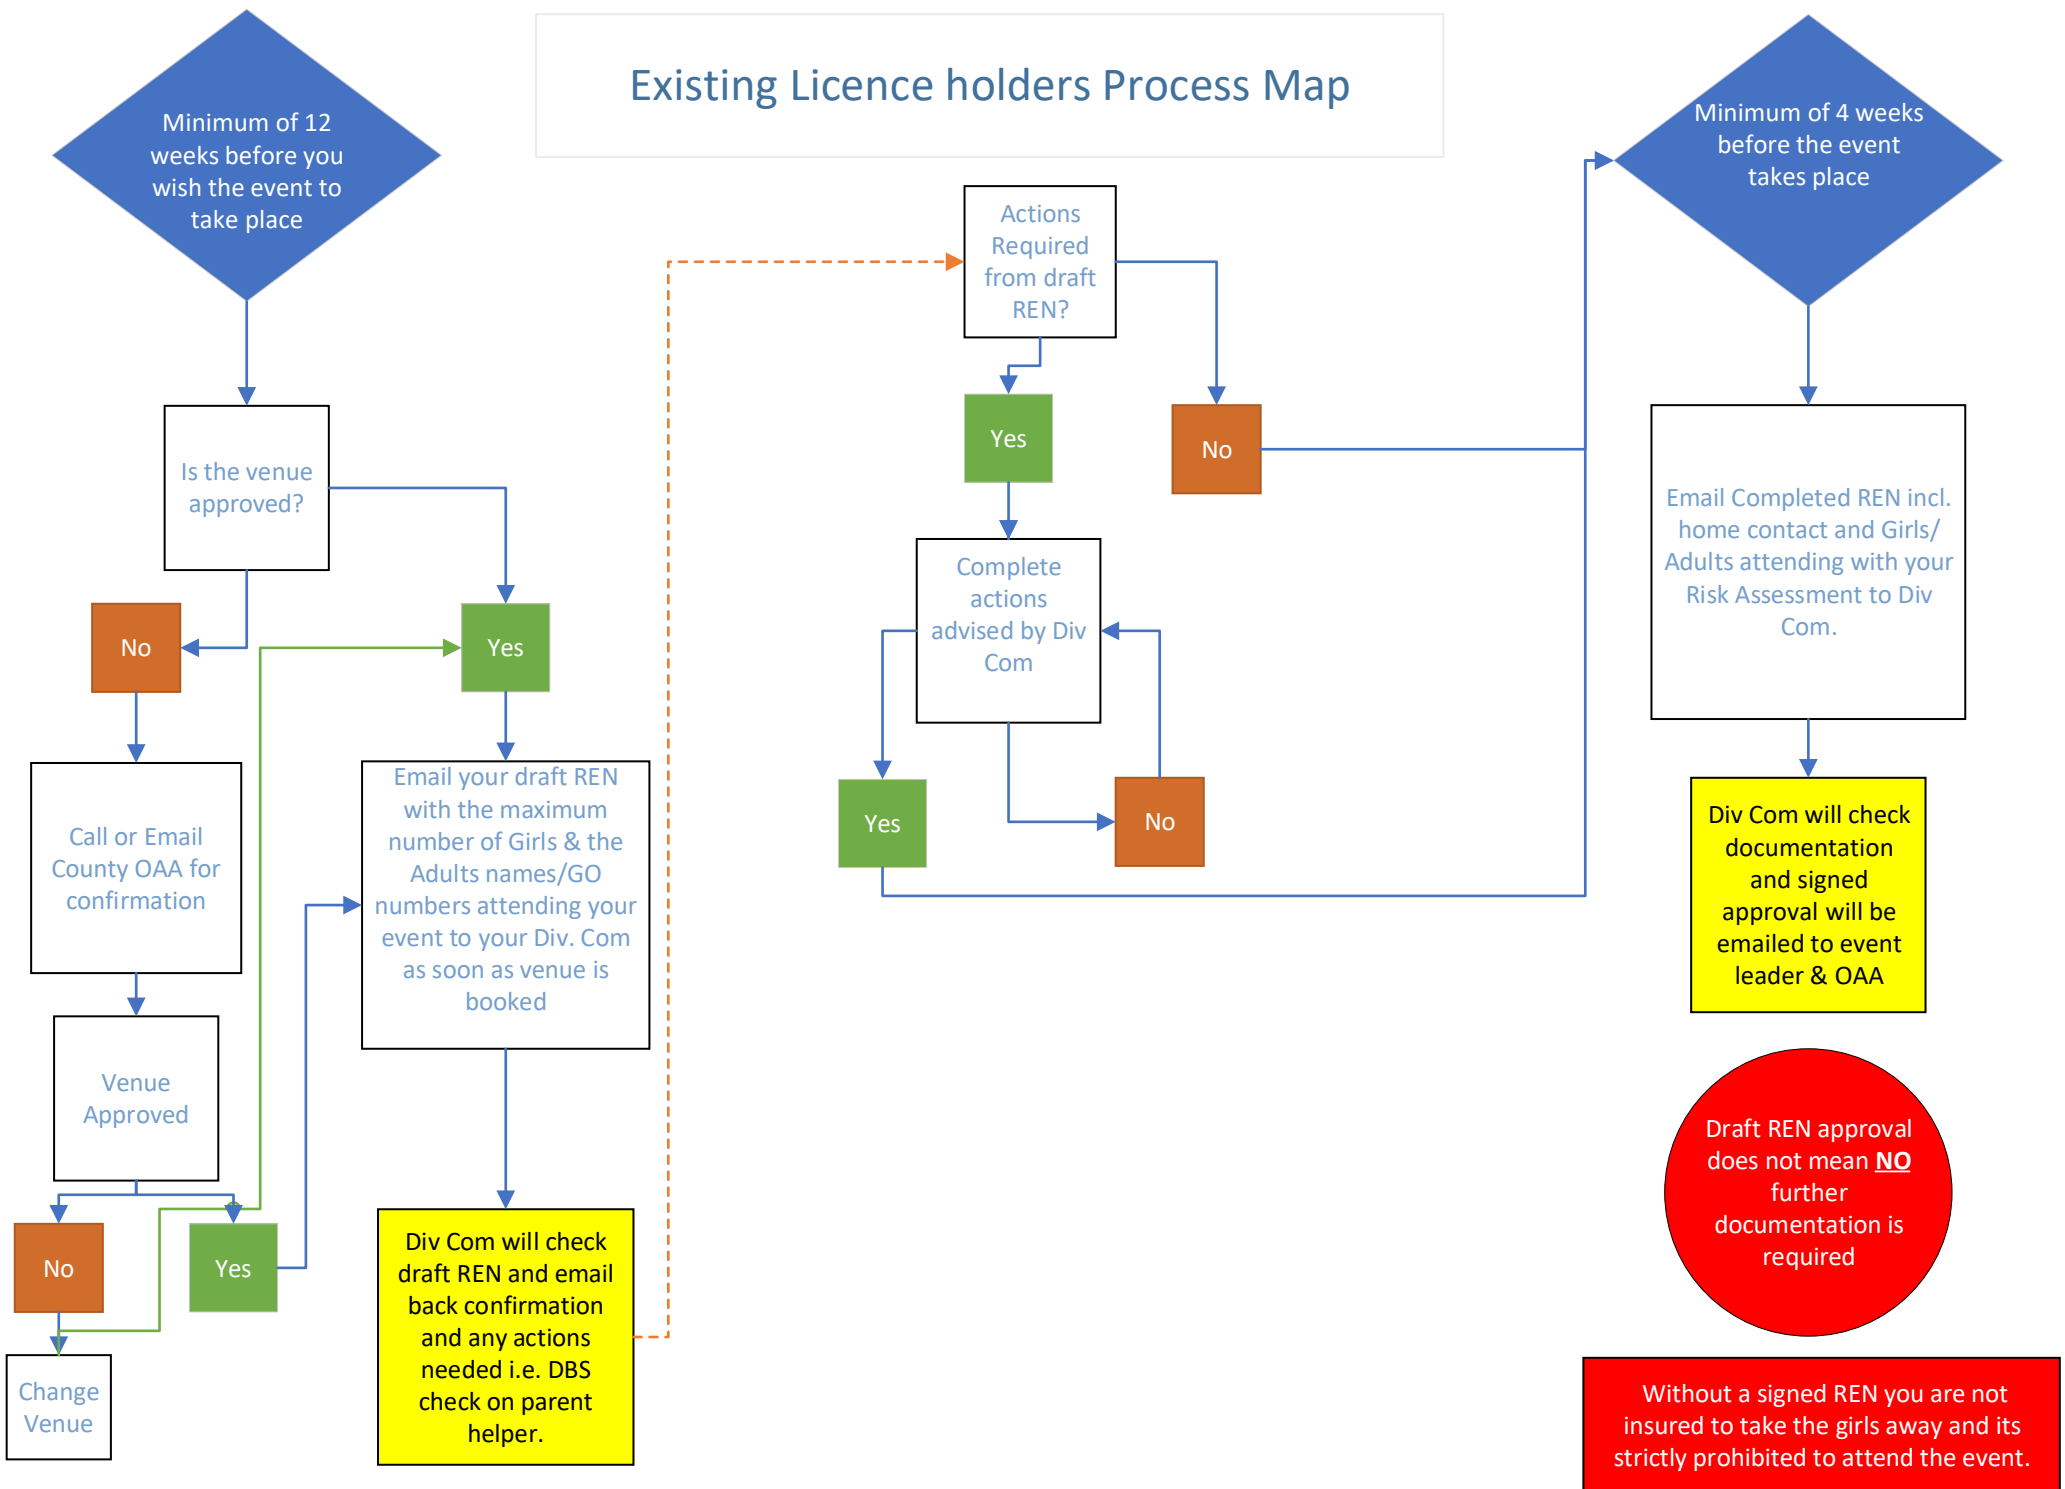 Existing Licence holders Process Map
Minimum of 12
weeks before you
wish the event to
take place
Is the venue
approved?
No
Yes
Call or Email
County OAA for
confirmation
Venue
Approved
No
Yes
Change
Venue
Email your draft REN
with the maximum
number of Girls & the
Adults names/GO
numbers attending your
event to your Div. Com
as soon as venue is
booked
Div Com will check
draft REN and email
back confirmation
and any actions
needed i.e. DBS
check on parent
helper.
Actions
Required
from draft
REN?
Yes
No
Complete
actions
advised by Div
Com
Yes
No
Minimum of 4 weeks
before the event
takes place
Email Completed REN incl.
home contact and Girls/
Adults attending with your
Risk Assessment to Div
Com.
Div Com will check
documentation
and signed
approval will be
emailed to event
leader & OAA
Draft REN approval
does not mean NO
further
documentation is
required
Without a signed REN you are not
insured to take the girls away and its
strictly prohibited to attend the event.